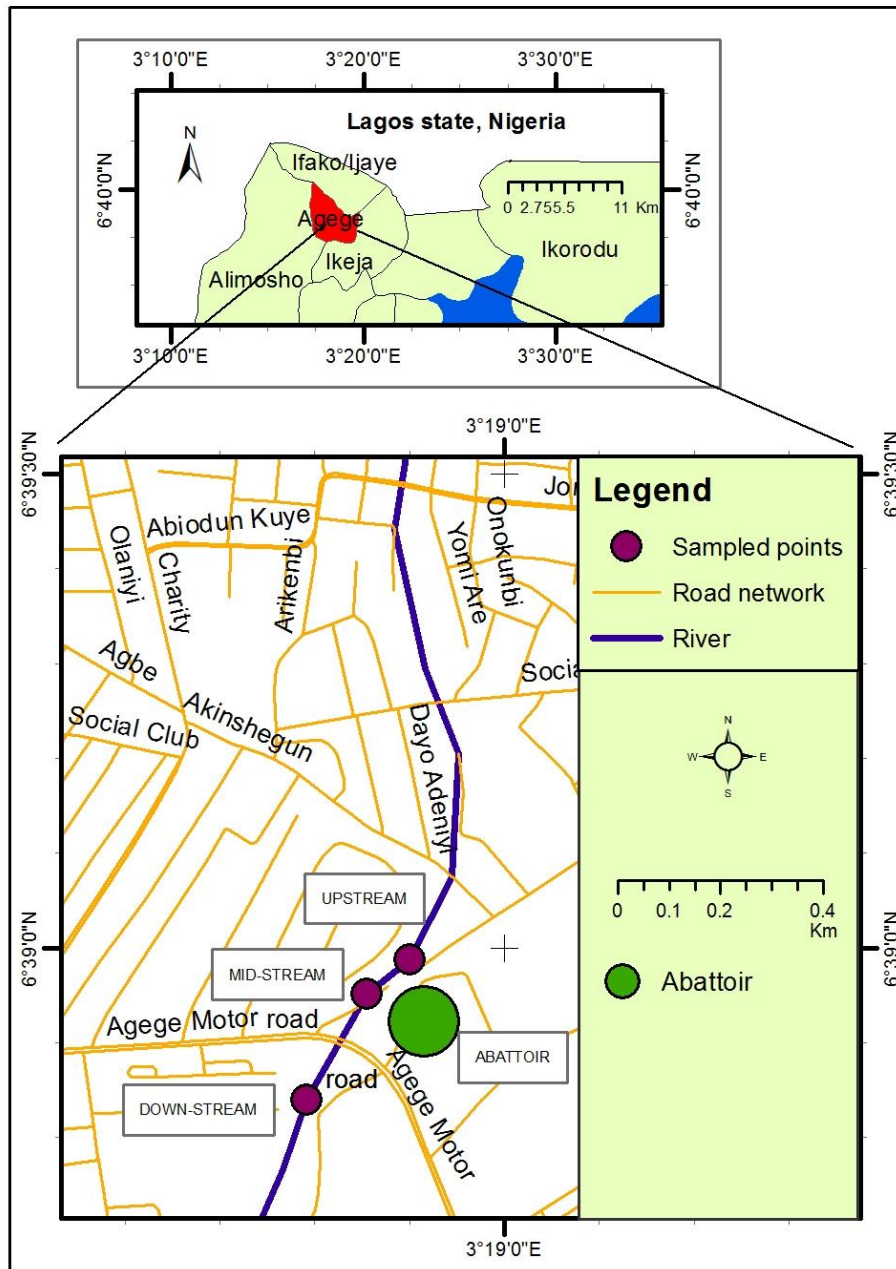 3°10'0"E 3°20'0"E 3°30'0"E
Lagos state, Nigeria
N
6°40'0"N
6°40'0"N
Ifako/Ijaye
0 2.755.5 11 Km
Agege
Ikorodu
Ikeja
Alimosho
3°10'0"E 3°20'0"E 3°30'0"E
3°19'0"E
6°39'30"N
6°39'30"N
Olaniyi
Charity
Abiodun Kuye
Arikenbi
Yomi Are
Onokunbi
Jor
Agbe
Akinshegun
Social Club
Socia
Dayo Adeniyi
UPSTREAM
MID-STREAM
6°39'0"N
6°39'0"N
Agege Motor road
ABATTOIR
road
Agege Motor
DOWN-STREAM
Legend
Sampled points
Road network
River
N
W E
S
0 0.1 0.2 0.4
Km
Abattoir
3°19'0"E